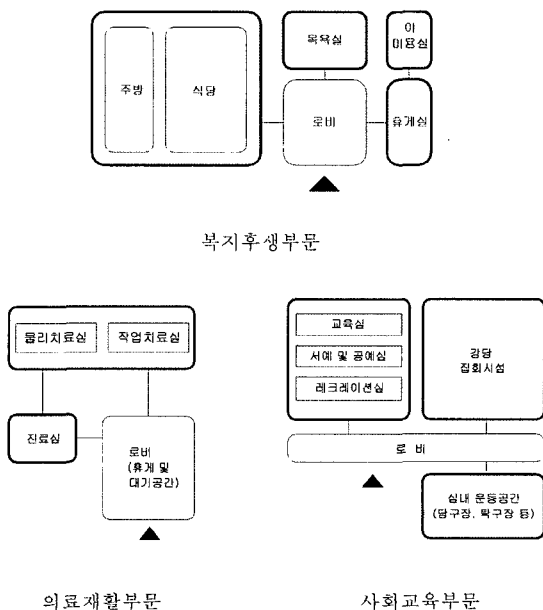 목욕실
이
미용실
주방
식당
로비
휴게실
복지후생부문
물리치료실
작업치료실
진료실
로비
(휴게 및
대기공간)
의료재활부문
교육실
서예 및 공예실
레크레이션실
강당
집회시설
로 비
실내 운동공간
(당구장, 탁구장 등)
사회교육부문